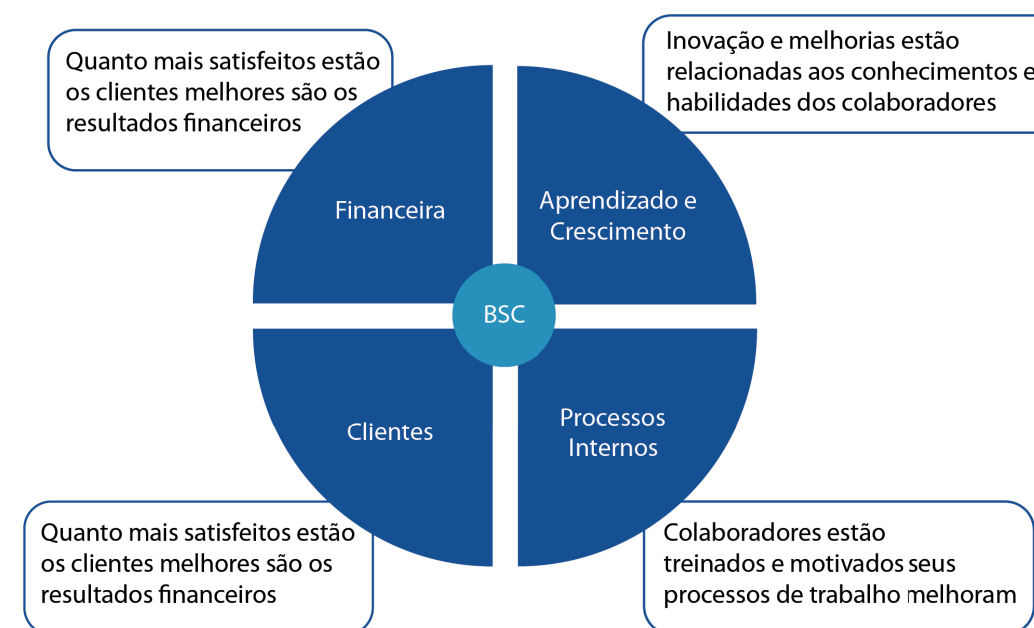 Quanto mais satisfeitos estão
os clientes melhores são os
resultados financeiros
Inovação e melhorias estão
relacionadas aos conhecimentos e
habilidades dos colaboradores
Financeira
Aprendizado e
Crescimento
BSC
Clientes
Processos
Internos
Quanto mais satisfeitos estão
os clientes melhores são os
resultados financeiros
Colaboradores estão
treinados e motivados seus
processos de trabalho melhoram